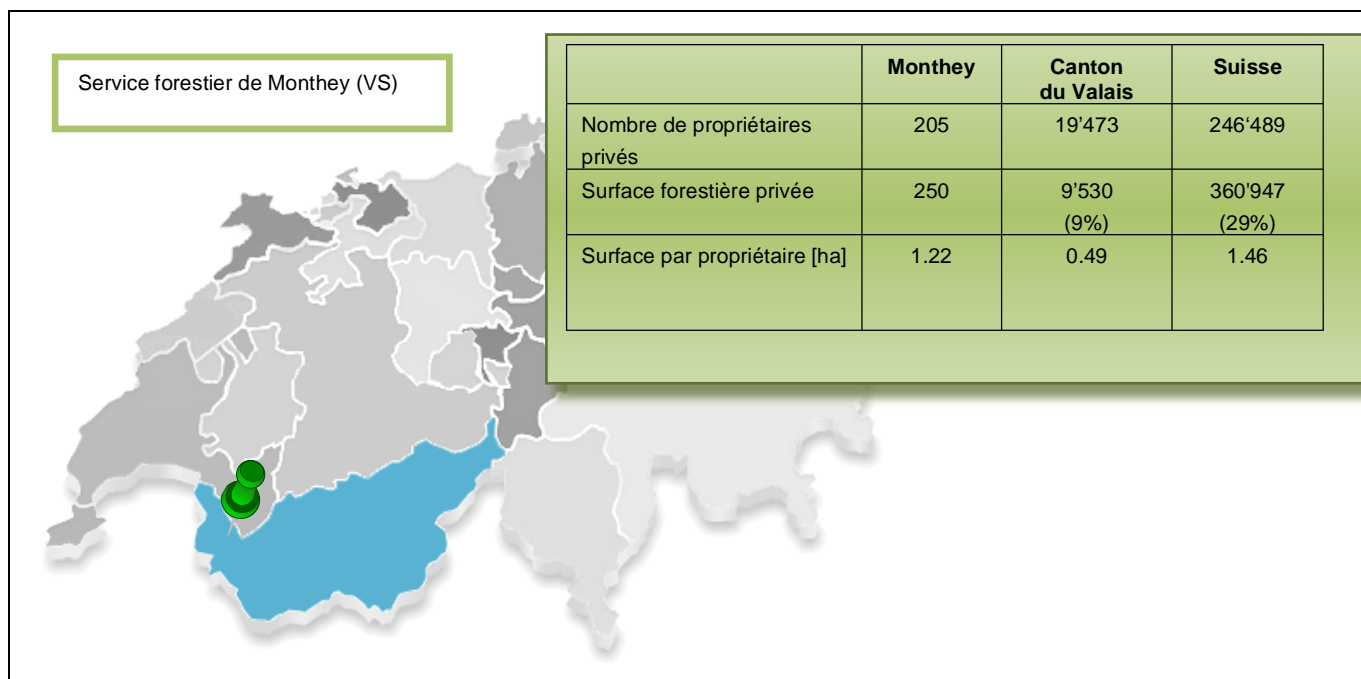 Service forestier de Monthey (VS)
Monthey Canton du Valais Suisse
Nombre de propriétaires privés 205 19'473 246‘489
Surface forestière privée 250 9’530 (9%) 360'947 (29%)
Surface par propriétaire [ha] 1.22 0.49 1.46